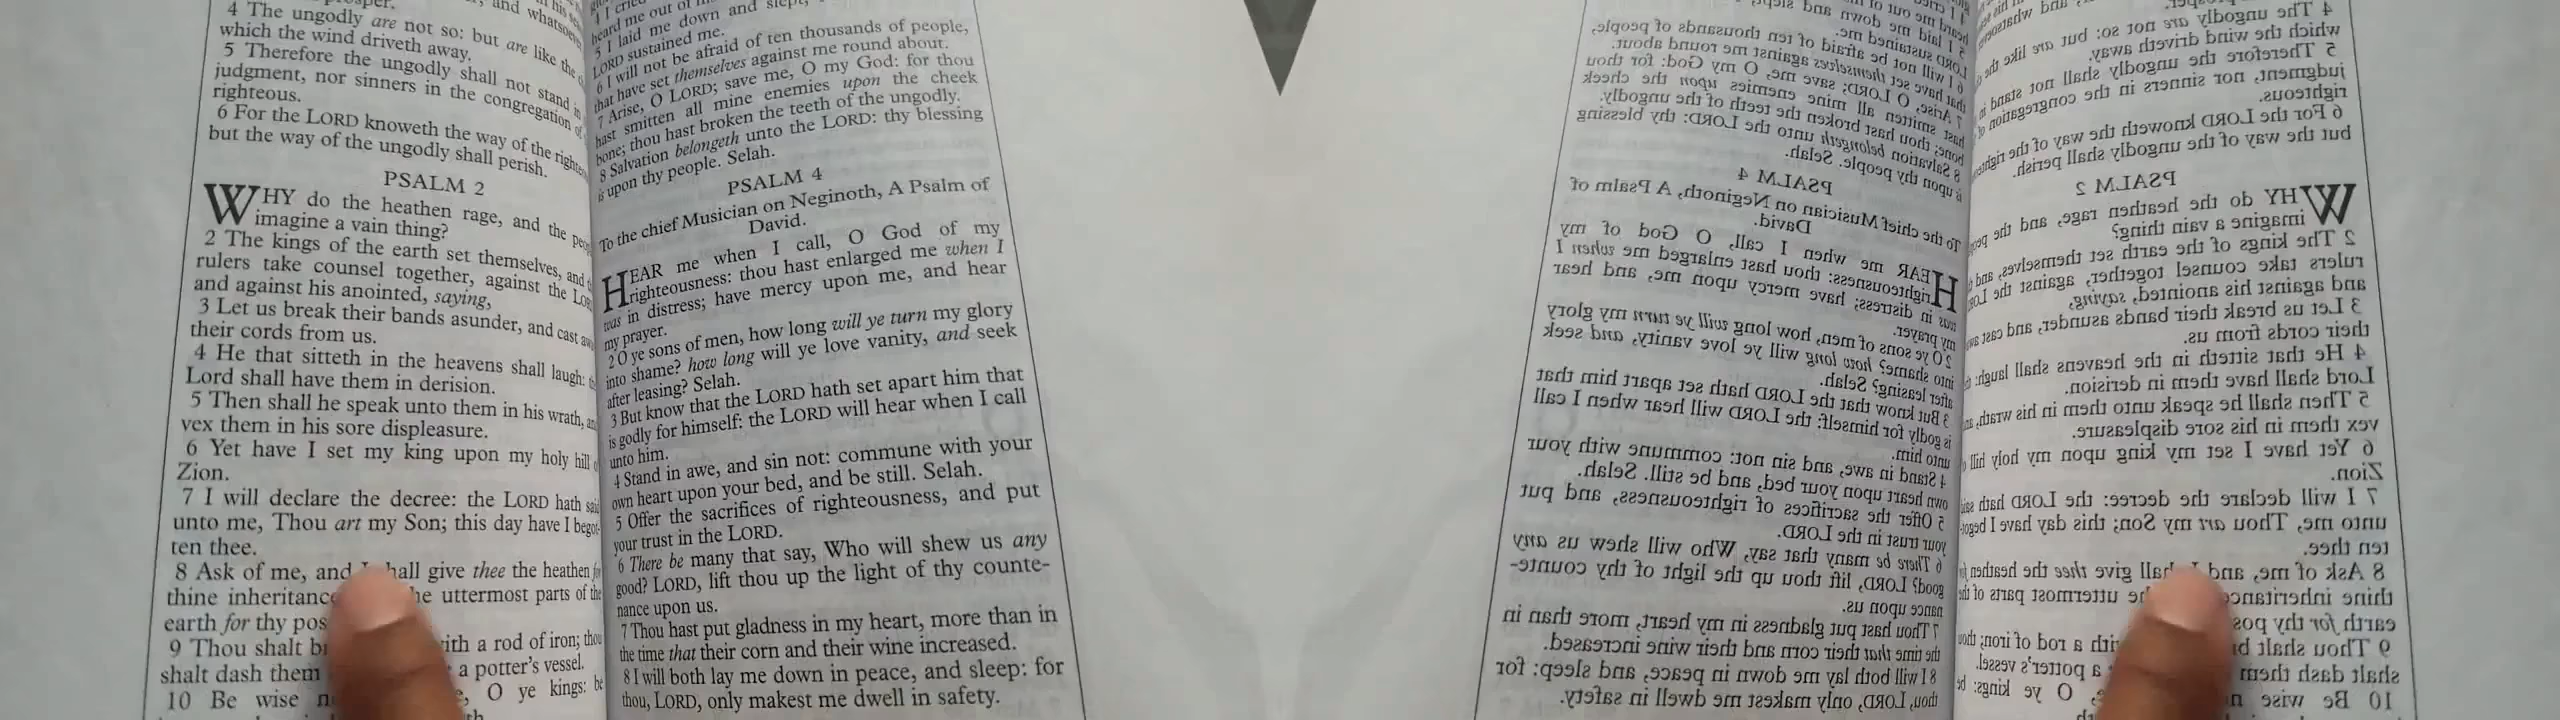 4 The ungodly are not so: but are like the
which the wind driveth away.
5 Therefore the ungodly shall not stand in
judgment, nor sinners in the congregation of
righteous.
6 For the LORD knoweth the way of the
but the way of the ungodly shall perish.
PSALM 2
WHY do the heathen rage, and the
imagine a vain thing?
2 The kings of the earth set themselves, and
rulers take counsel together, against the
and against his anointed, saying,
3 Let us break their bands asunder, and cast
their cords from us.
4 He that sitteth in the heavens shall laugh:
Lord shall have them in derision.
5 Then shall he speak unto them in his wrath,
vex them in his sore displeasure.
6 Yet have I set my king upon my holy hill
Zion.
7 I will declare the decree: the LORD hath
unto me, Thou art my Son; this day have I begot-
ten thee.
8 Ask of me, and shall give thee the heathen
thine inheritance uttermost parts of the
earth for thy
9 Thou shalt with a rod of iron;
shalt dash them a potter's vessel.
10 Be wise O ye kings: be
heard me out of
5 I laid me down and slept;
LORD sustained me.
6 I will not be afraid of ten thousands of people,
that have set themselves against me round about.
7 Arise, O LORD; save me, O my God: for thou
hast smitten all mine enemies upon the cheek
bone; thou hast broken the teeth of the ungodly.
8 Salvation belongeth unto the LORD: thy blessing
is upon thy people. Selah.
PSALM 4
To the chief Musician on Neginoth, A Psalm of
David.
HEAR me when I call, O God of my
righteousness: thou hast enlarged me when I
was in distress; have mercy upon me, and hear
my prayer.
2 O ye sons of men, how long will ye turn my glory
into shame? how long will ye love vanity, and seek
after leasing? Selah.
3 But know that the LORD hath set apart him that
is godly for himself: the LORD will hear when I call
unto him.
4 Stand in awe, and sin not: commune with your
own heart upon your bed, and be still. Selah.
5 Offer the sacrifices of righteousness, and put
your trust in the LORD.
6 There be many that say, Who will shew us any
good? LORD, lift thou up the light of thy counte-
nance upon us.
7 Thou hast put gladness in my heart, more than in
the time that their corn and their wine increased.
8 I will both lay me down in peace, and sleep: for
thou, LORD, only makest me dwell in safety.